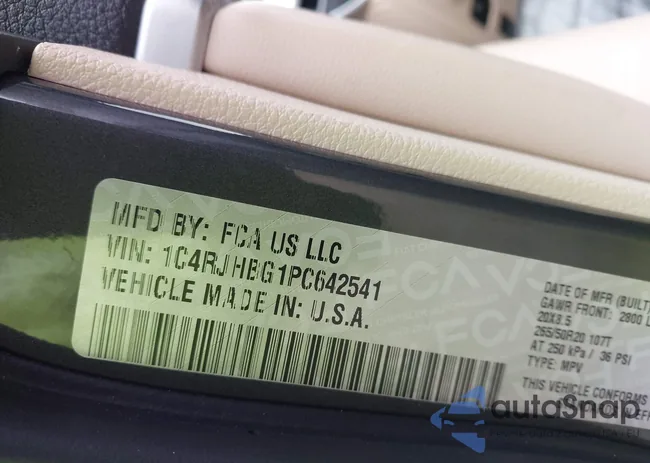 MFD BY: FCA US LLC
VIN: 1C4RJHBG1PC642541
VEHICLE MADE IN: U.S.A.
DATE OF MFR (BUILT)
GAWR FRONT: 2800 L
20X8.5
265/50R20 107T
AT 250 kPa / 36 PSI
TYPE: MPV
THIS VEHICLE CONFORMS
autoSnap